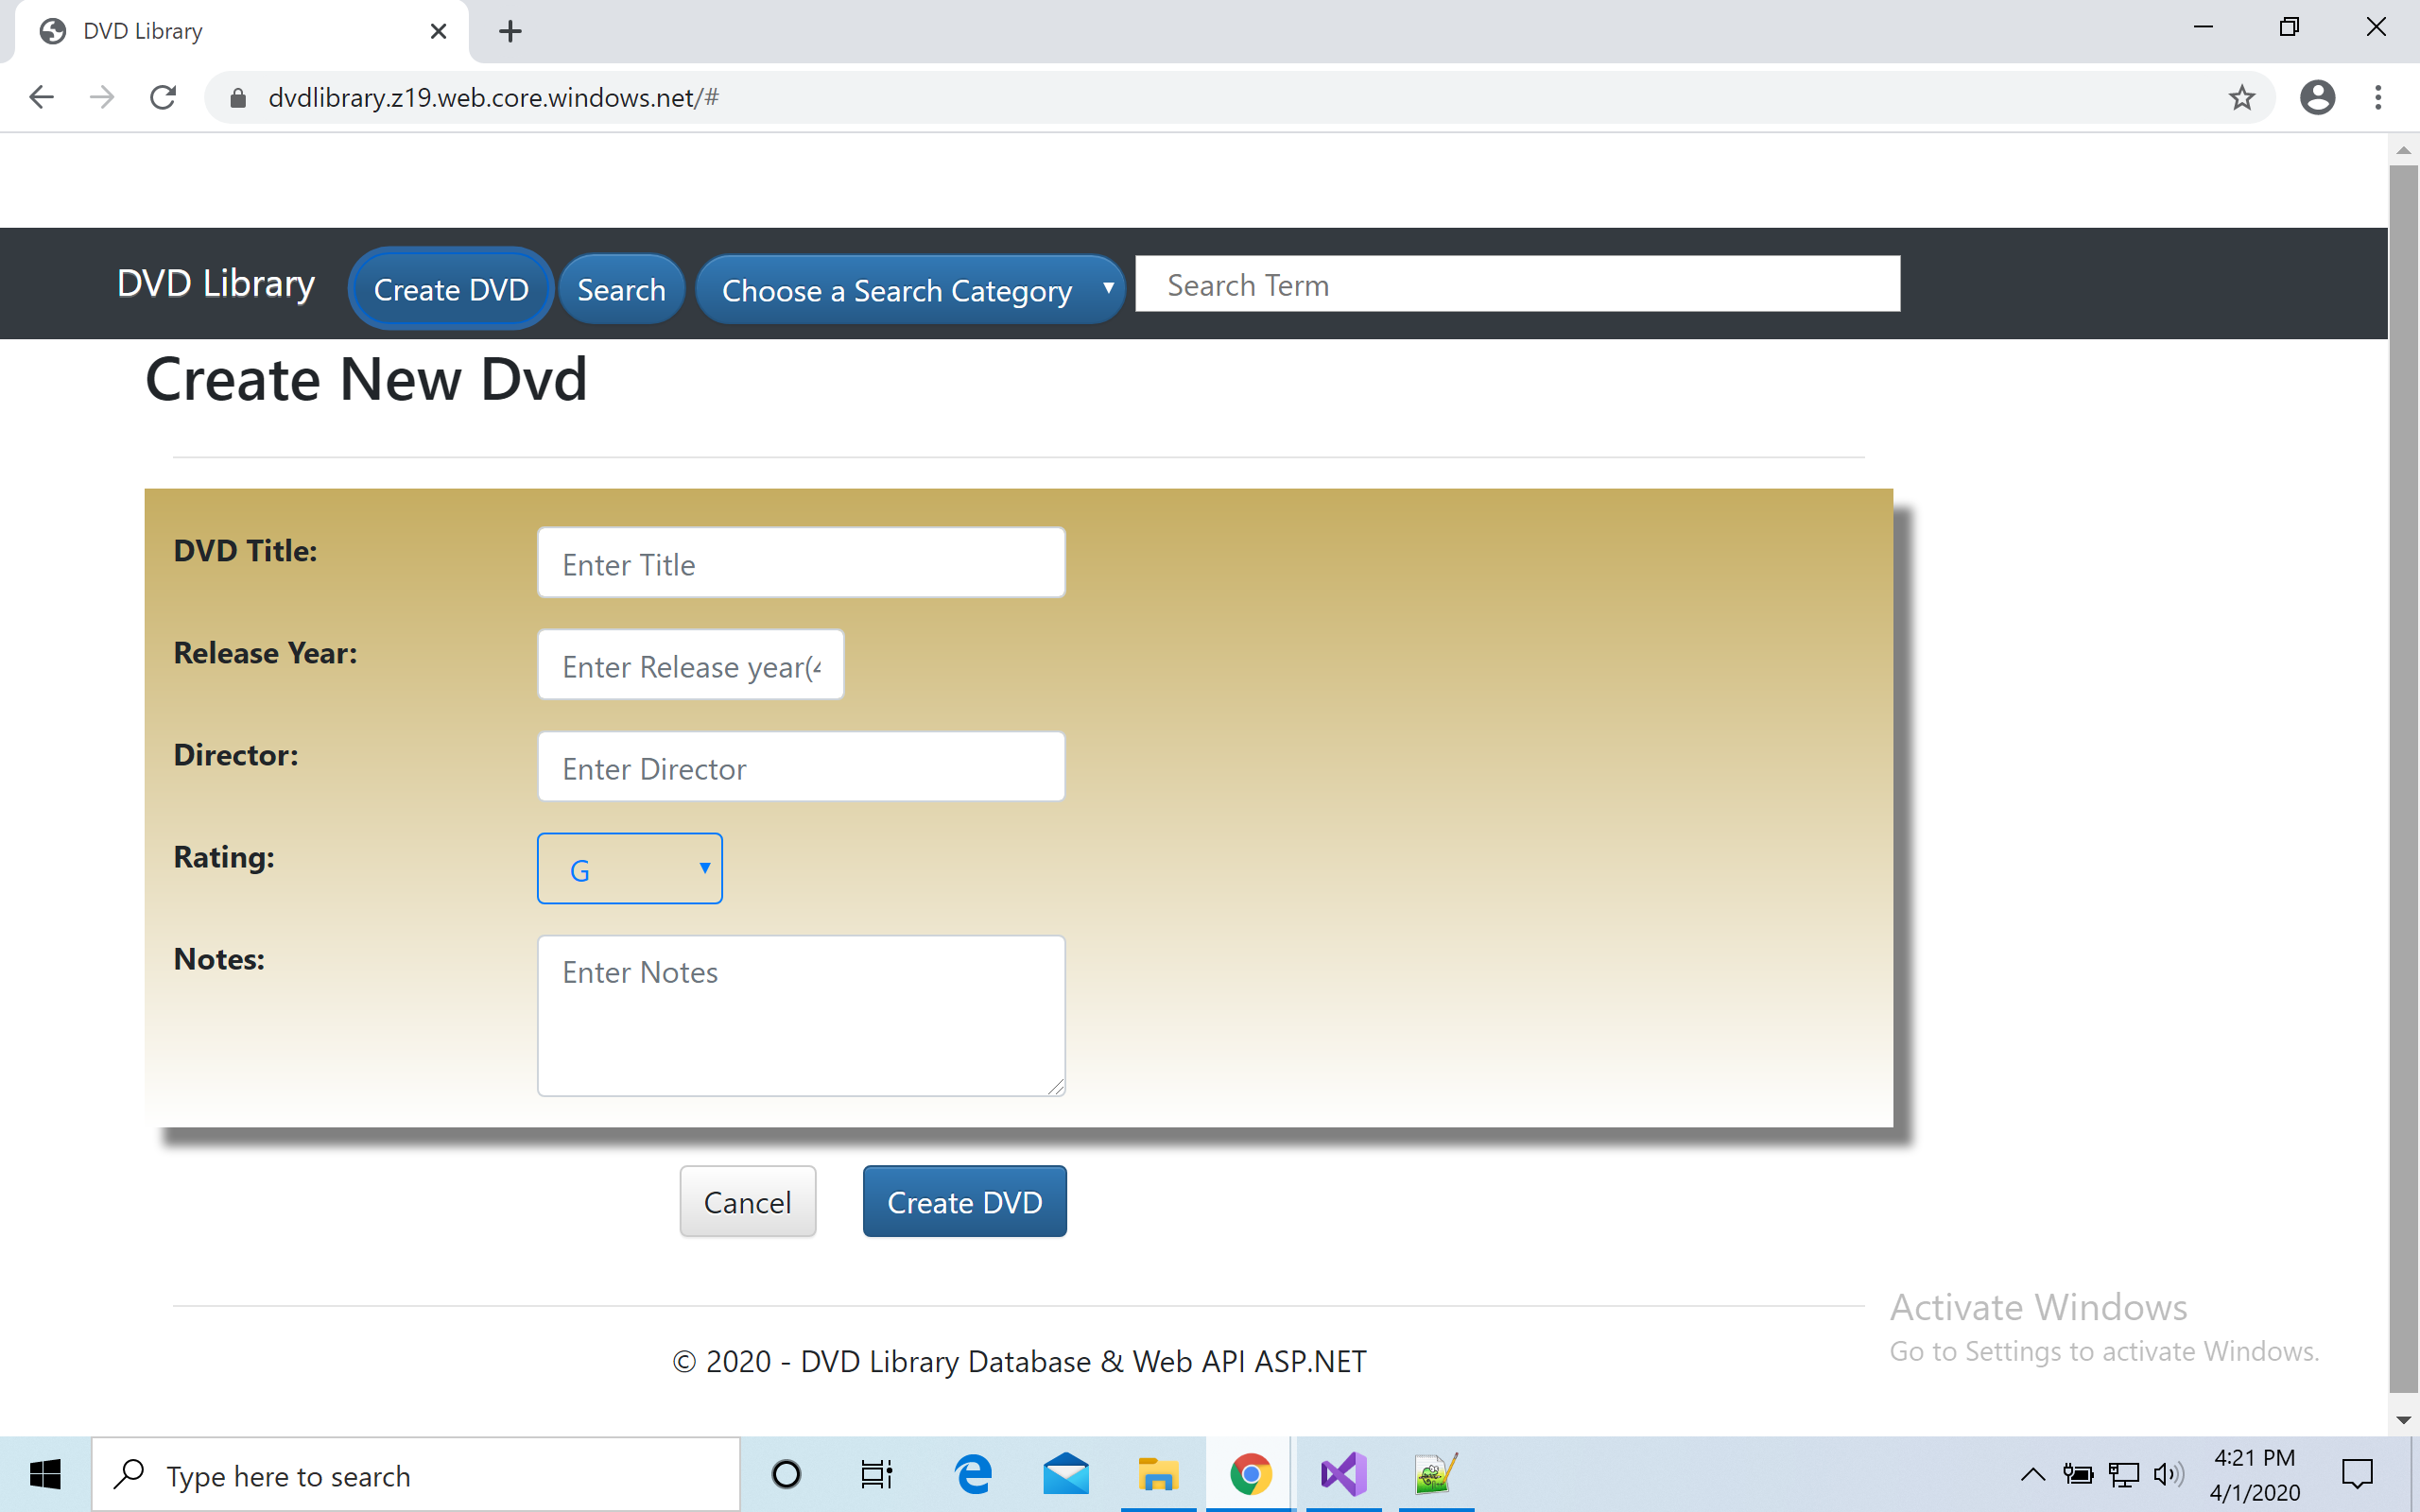 DVD Library
dvdlibrary.z19.web.core.windows.net/#
DVD Library Create DVD Search Choose a Search Category Search Term
Create New Dvd
DVD Title: Enter Title
Release Year: Enter Release year(4
Director: Enter Director
Rating: G
Notes: Enter Notes
Cancel Create DVD
Activate Windows
Go to Settings to activate Windows.
© 2020 - DVD Library Database & Web API ASP.NET
Type here to search
4:21 PM
4/1/2020